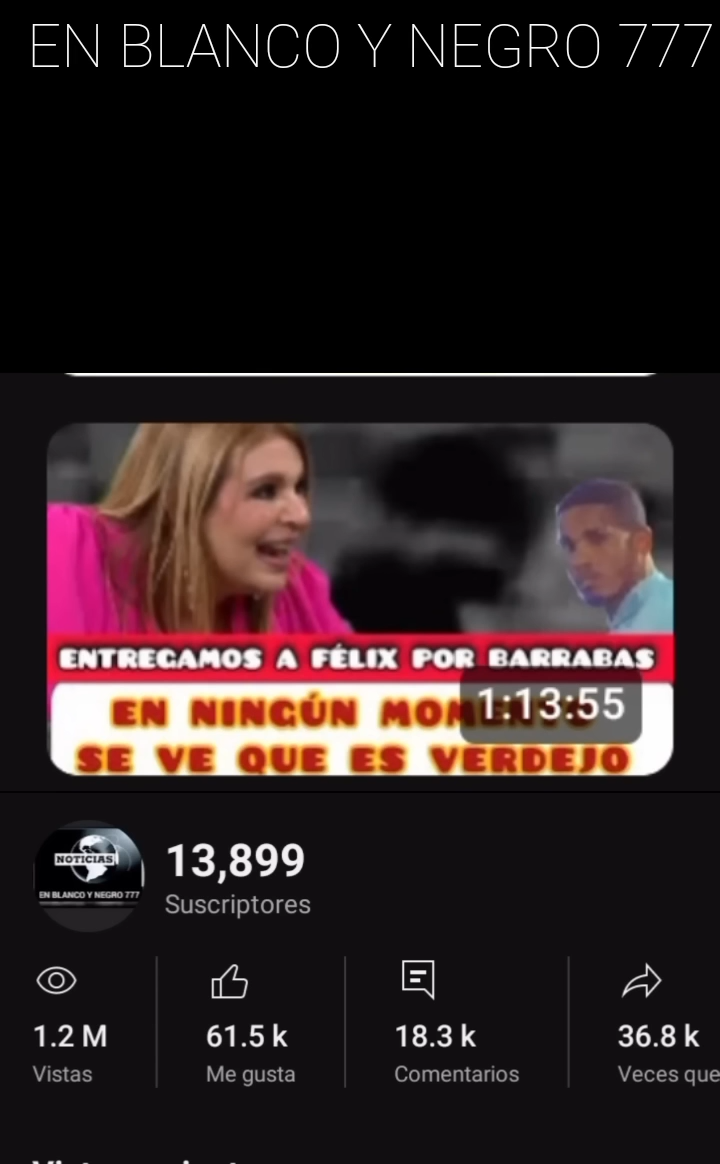 EN BLANCO Y NEGRO 777
ENTREGAMOS A FÉLIX POR BARRABAS
EN NINGÚN MOMENTO
1:13:55
SE VE QUE ES VERDEJO
NOTICIAS
EN BLANCO Y NEGRO 777
13,899
Suscriptores
1.2 M
61.5 k
18.3 k
36.8 k
Vistas
Me gusta
Comentarios
Veces que